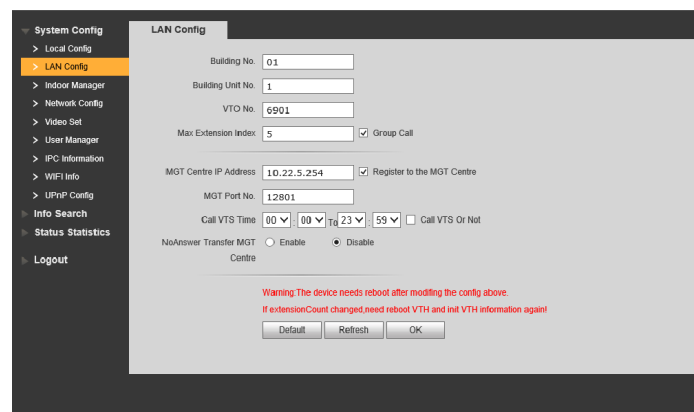 System Config
Local Config
LAN Config
Indoor Manager
Network Config
Video Set
User Manager
IPC Information
WIFI Info
UPnP Config
Info Search
Status Statistics
Logout
LAN Config
Building No. 01
Building Unit No. 1
VTO No. 6901
Max Extension Index 5 Group Call
MGT Centre IP Address 10.22.5.254 Register to the MGT Centre
MGT Port No. 12801
Call VTS Time 00 : 00 To 23 : 59 Call VTS Or Not
NoAnswer Transfer MGT Enable Disable
Centre
Warning:The device needs reboot after modifing the config above.
If extensionCount changed,need reboot VTH and init VTH information again!
Default Refresh OK